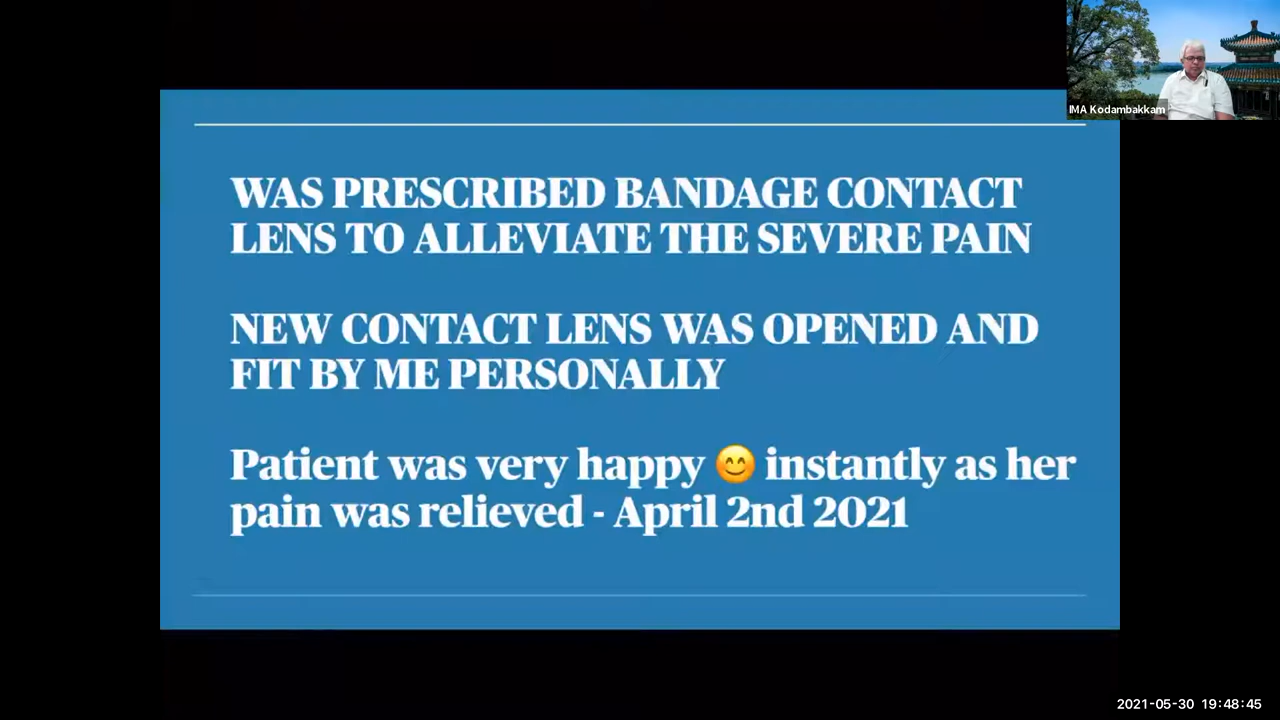 IMA Kodambakkam
WAS PRESCRIBED BANDAGE CONTACT
LENS TO ALLEVIATE THE SEVERE PAIN
NEW CONTACT LENS WAS OPENED AND
FIT BY ME PERSONALLY
Patient was very happy 😊 instantly as her
pain was relieved - April 2nd 2021
2021-05-30 19:48:45